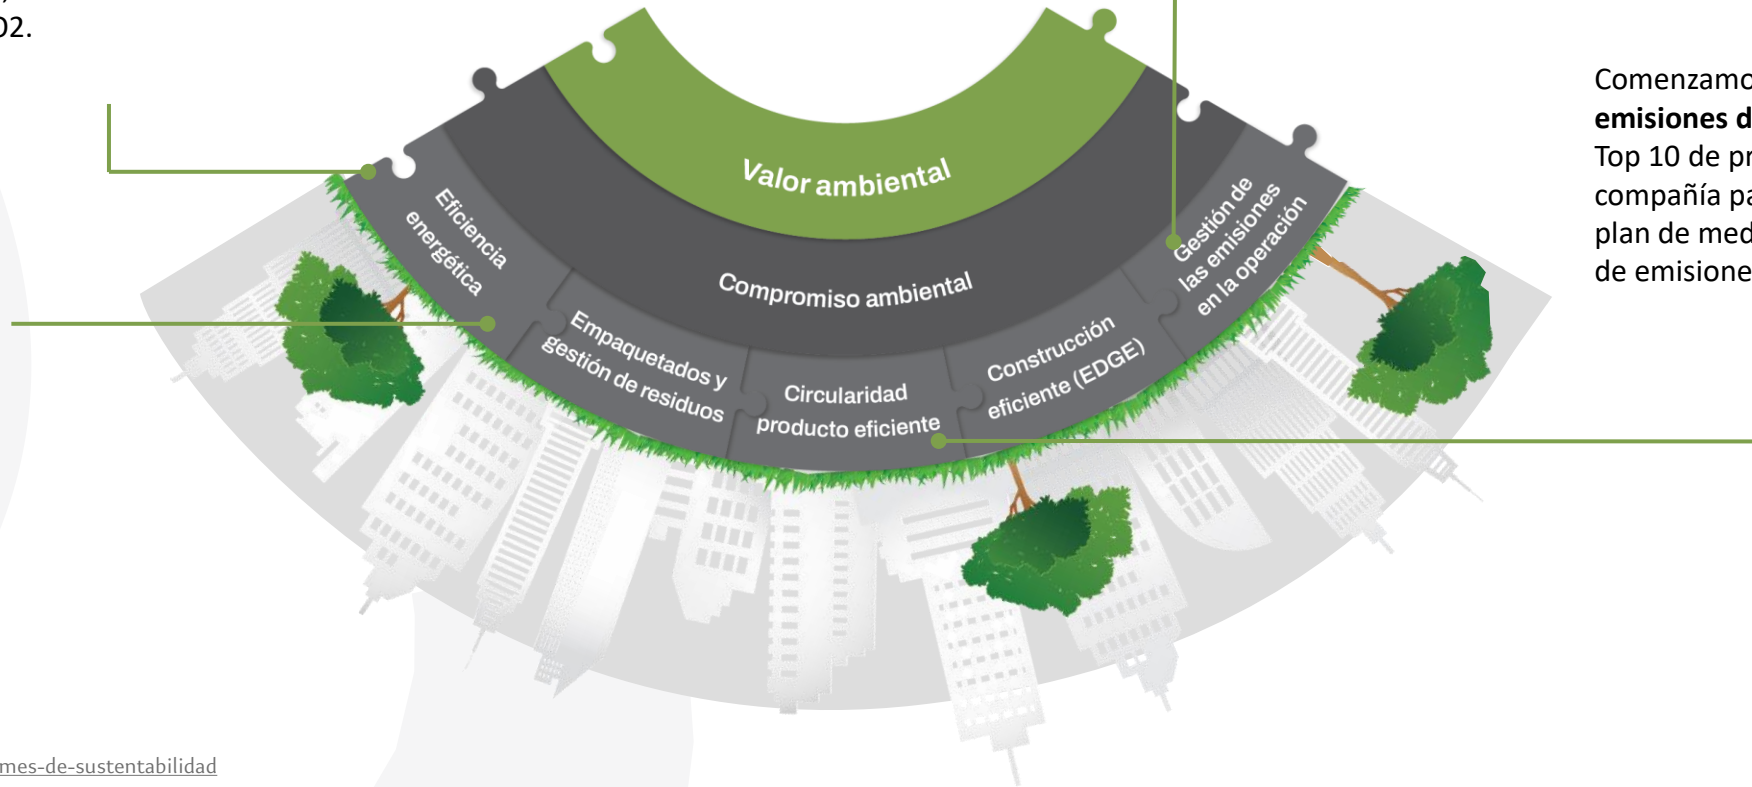 O2.
Comenzamo
emisiones d
Top 10 de pr
compañía pa
plan de med
de emisione
Valor ambiental
Compromiso ambiental
Eficiencia
energética
Empaquetados y
gestión de residuos
Circularidad
producto eficiente
Construcción
eficiente (EDGE)
Gestión de
las emisiones
en la operación
mes-de-sustentabilidad